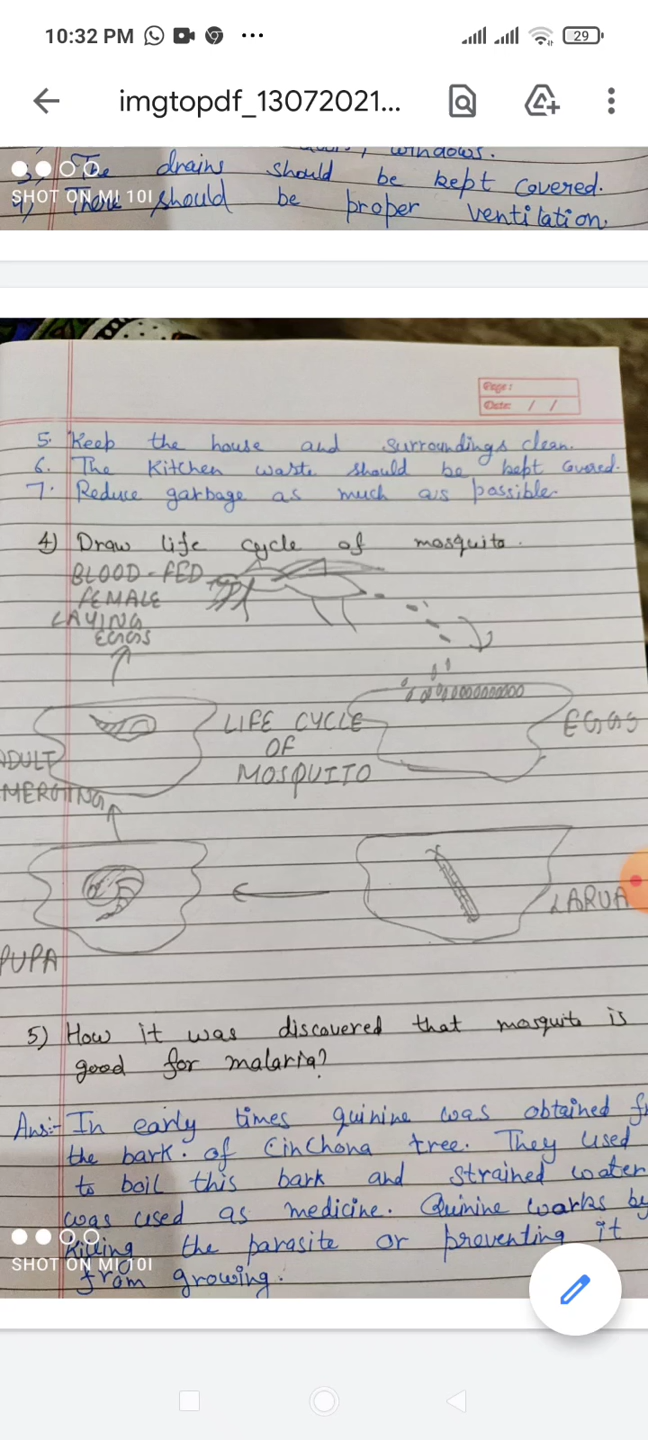 10:32 PM ... 29
imgtopdf_13072021...
windows.
3) The drains should be kept covered.
4) There should be proper ventilation.
SHOT ON MI 10I
Page:
Date: / /
5. Keep the house and surroundings clean.
6. The Kitchen waste should be kept covered.
7. Reduce garbage as much as possible.
4) Draw life cycle of mosquito.
BLOOD-FED
FEMALE
LAYING
EGGS
LIFE CYCLE
OF
MOSQUITO
EGGS
ADULT
EMERGING
LARVA
PUPA
5) How it was discovered that mosquito is
good for malaria?
Ans:- In early times quinine was obtained fr
the bark. of CinChona tree. They used
to boil this bark and strained water
was used as medicine. Quinine works by
killing the parasite or preventing it
from growing.
SHOT ON MI 10I